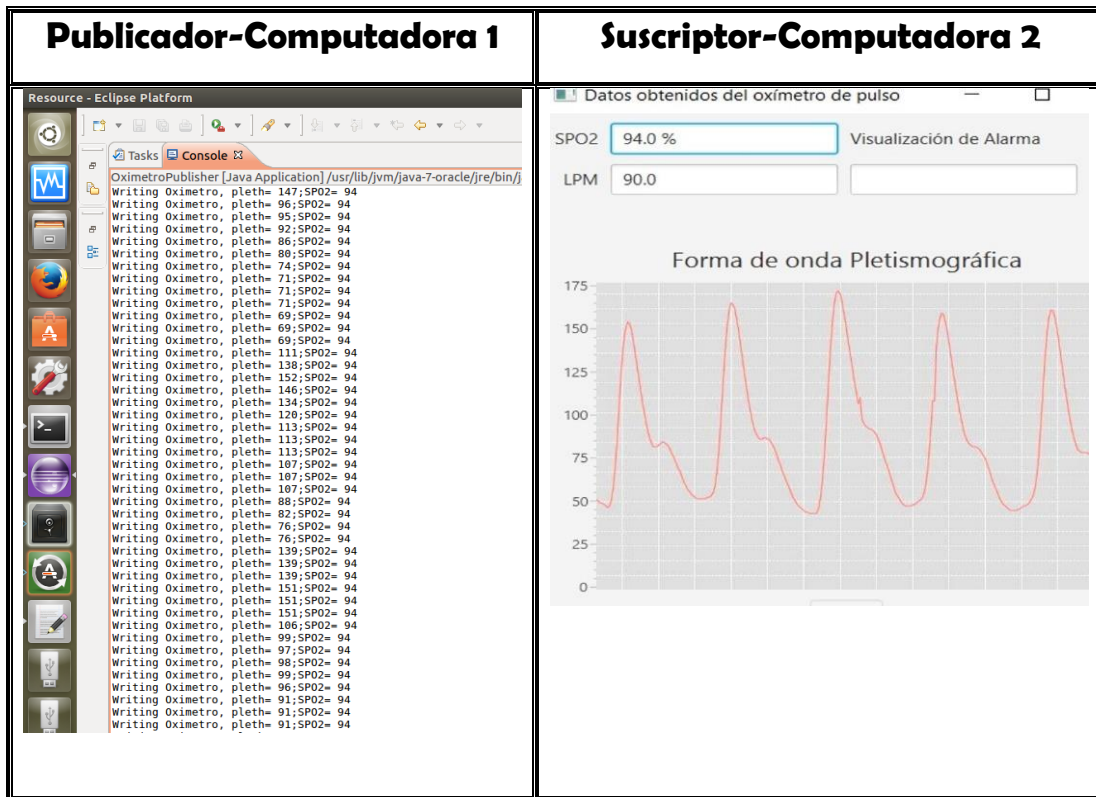 Publicador-Computadora 1
Suscriptor-Computadora 2
Resource - Eclipse Platform
Tasks Console
OximetroPublisher [Java Application] /usr/lib/jvm/java-7-oracle/jre/bin/j
Writing Oximetro, pleth= 147;SPO2= 94
Writing Oximetro, pleth= 96;SPO2= 94
Writing Oximetro, pleth= 95;SPO2= 94
Writing Oximetro, pleth= 92;SPO2= 94
Writing Oximetro, pleth= 86;SPO2= 94
Writing Oximetro, pleth= 80;SPO2= 94
Writing Oximetro, pleth= 74;SPO2= 94
Writing Oximetro, pleth= 71;SPO2= 94
Writing Oximetro, pleth= 71;SPO2= 94
Writing Oximetro, pleth= 71;SPO2= 94
Writing Oximetro, pleth= 69;SPO2= 94
Writing Oximetro, pleth= 69;SPO2= 94
Writing Oximetro, pleth= 69;SPO2= 94
Writing Oximetro, pleth= 111;SPO2= 94
Writing Oximetro, pleth= 138;SPO2= 94
Writing Oximetro, pleth= 152;SPO2= 94
Writing Oximetro, pleth= 146;SPO2= 94
Writing Oximetro, pleth= 134;SPO2= 94
Writing Oximetro, pleth= 120;SPO2= 94
Writing Oximetro, pleth= 113;SPO2= 94
Writing Oximetro, pleth= 113;SPO2= 94
Writing Oximetro, pleth= 113;SPO2= 94
Writing Oximetro, pleth= 107;SPO2= 94
Writing Oximetro, pleth= 107;SPO2= 94
Writing Oximetro, pleth= 107;SPO2= 94
Writing Oximetro, pleth= 88;SPO2= 94
Writing Oximetro, pleth= 82;SPO2= 94
Writing Oximetro, pleth= 76;SPO2= 94
Writing Oximetro, pleth= 76;SPO2= 94
Writing Oximetro, pleth= 139;SPO2= 94
Writing Oximetro, pleth= 139;SPO2= 94
Writing Oximetro, pleth= 139;SPO2= 94
Writing Oximetro, pleth= 151;SPO2= 94
Writing Oximetro, pleth= 151;SPO2= 94
Writing Oximetro, pleth= 151;SPO2= 94
Writing Oximetro, pleth= 106;SPO2= 94
Writing Oximetro, pleth= 99;SPO2= 94
Writing Oximetro, pleth= 97;SPO2= 94
Writing Oximetro, pleth= 98;SPO2= 94
Writing Oximetro, pleth= 99;SPO2= 94
Writing Oximetro, pleth= 96;SPO2= 94
Writing Oximetro, pleth= 91;SPO2= 94
Writing Oximetro, pleth= 91;SPO2= 94
Writing Oximetro, pleth= 91;SPO2= 94
Datos obtenidos del oxímetro de pulso
SPO2 94.0 % Visualización de Alarma
LPM 90.0
Forma de onda Pletismográfica
175
150
125
100
75
50
25
0